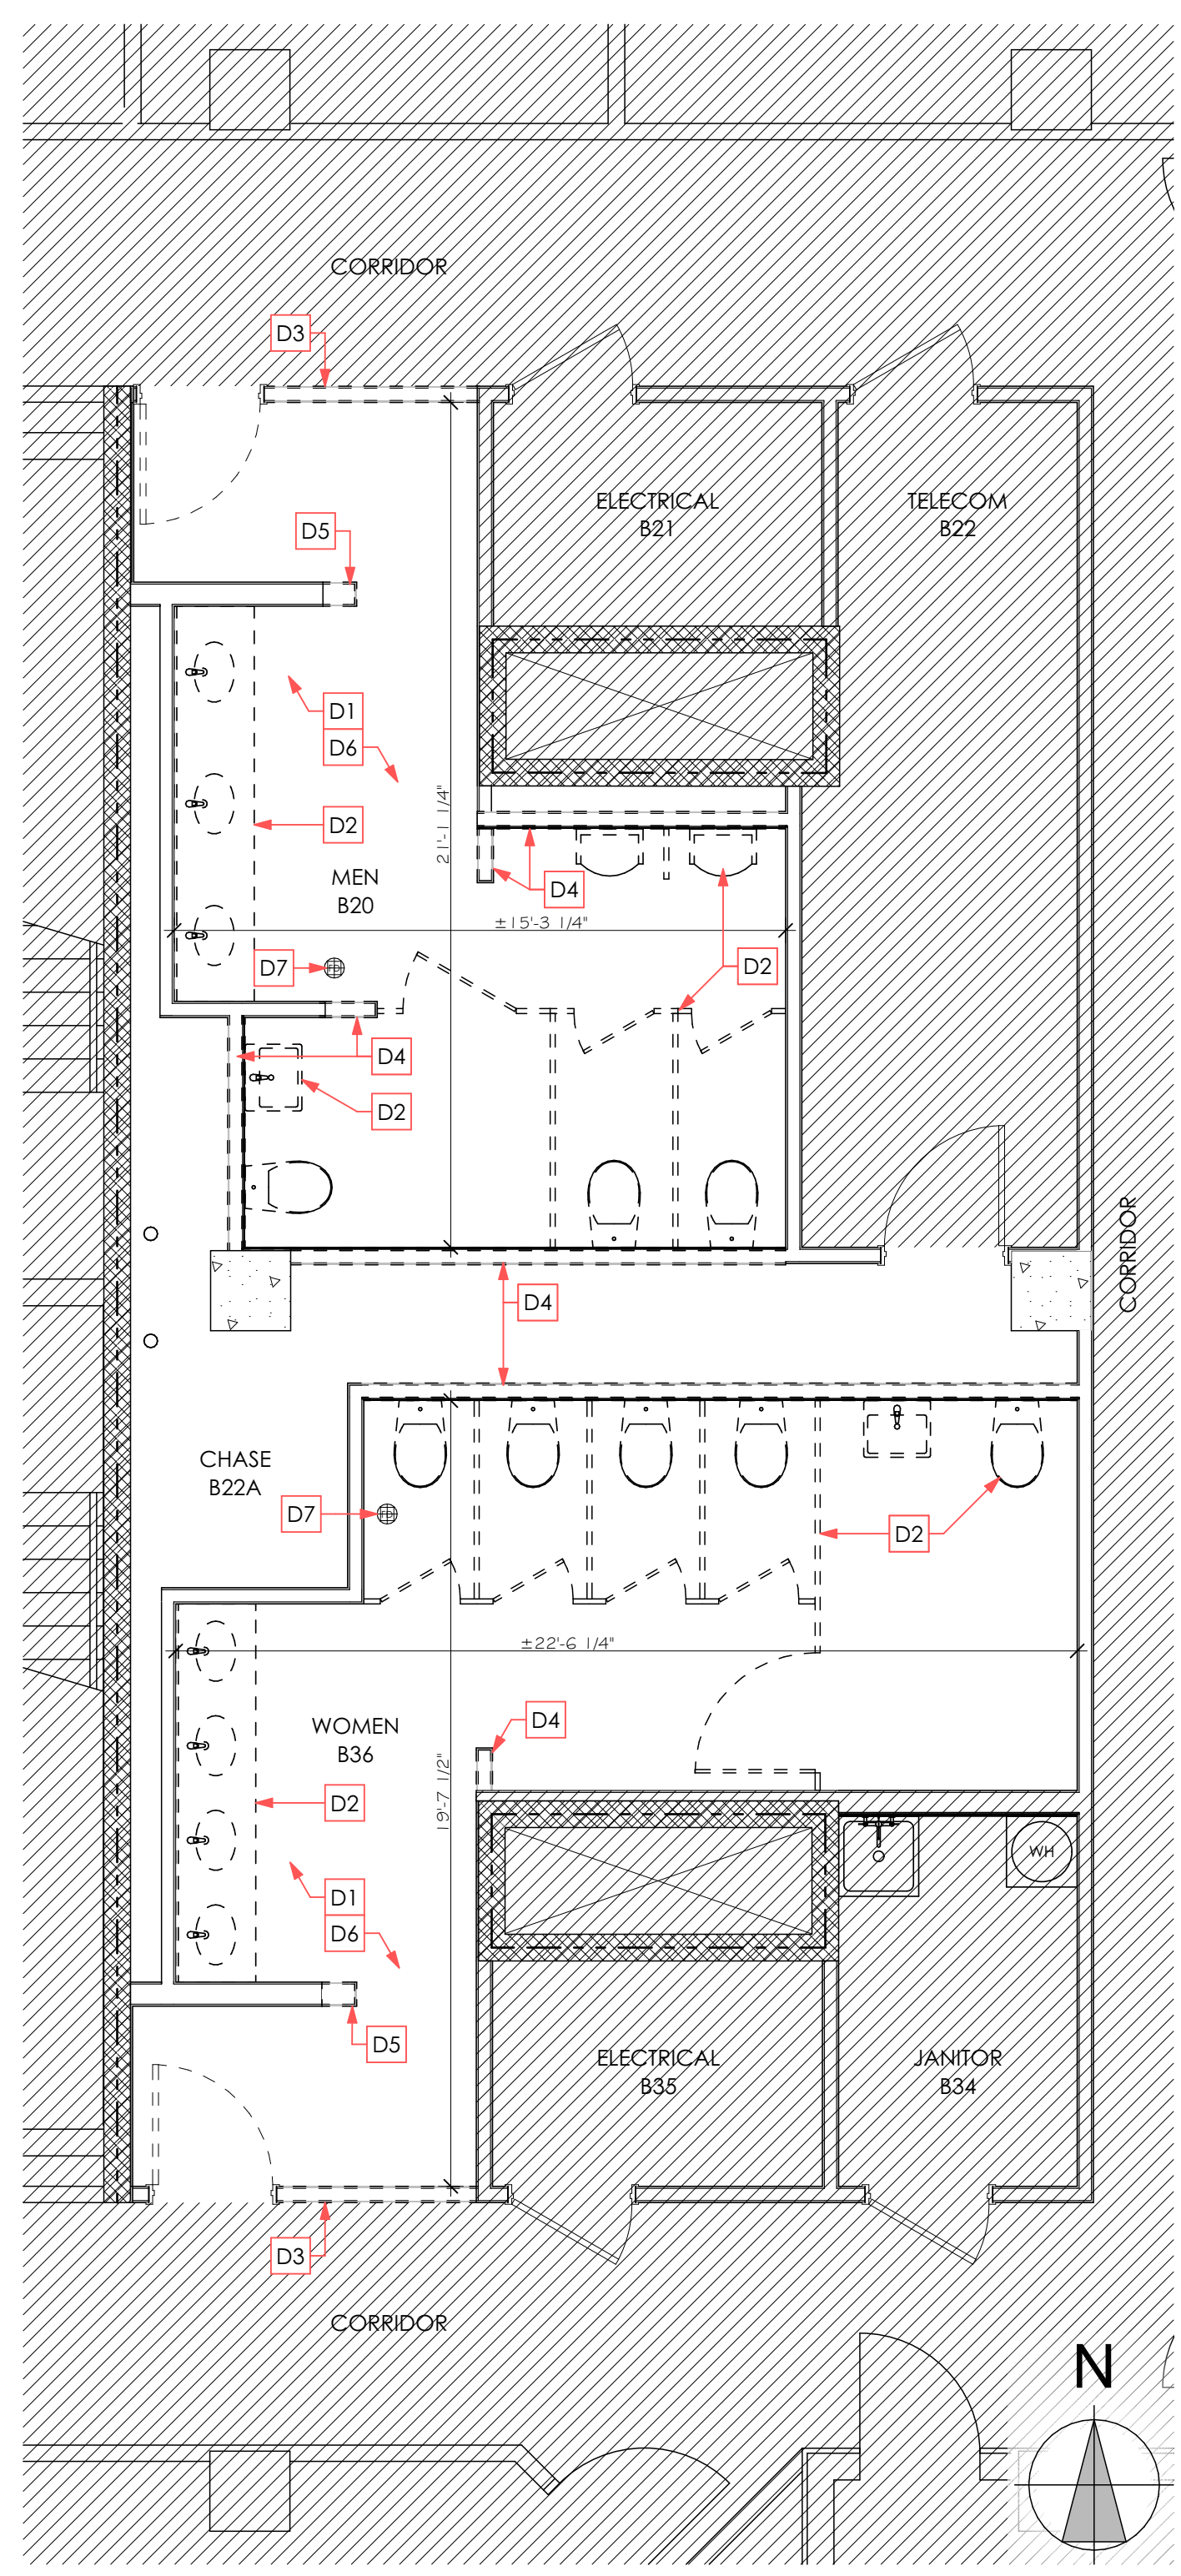 CORRIDOR
D3
ELECTRICAL
B21
TELECOM
B22
D5
D1
D6
D2
21'-1 1/4"
MEN
B20
D4
±15'-3 1/4"
D7
FD
D2
D4
D2
CORRIDOR
D4
CHASE
B22A
D7
FD
D2
±22'-6 1/4"
WOMEN
B36
D4
19'-7 1/2"
D2
WH
D1
D6
D5
ELECTRICAL
B35
JANITOR
B34
D3
CORRIDOR
N